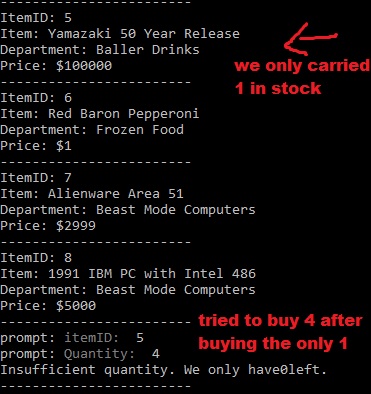 -------------------------
ItemID: 5
Item: Yamazaki 50 Year Release
Department: Baller Drinks
Price: $100000
we only carried
1 in stock
-------------------------
ItemID: 6
Item: Red Baron Pepperoni
Department: Frozen Food
Price: $1
-------------------------
ItemID: 7
Item: Alienware Area 51
Department: Beast Mode Computers
Price: $2999
-------------------------
ItemID: 8
Item: 1991 IBM PC with Intel 486
Department: Beast Mode Computers
Price: $5000
-------------------------
tried to buy 4 after
buying the only 1
prompt: itemID:  5
prompt: Quantity:  4
Insufficient quantity. We only have0left.
-------------------------